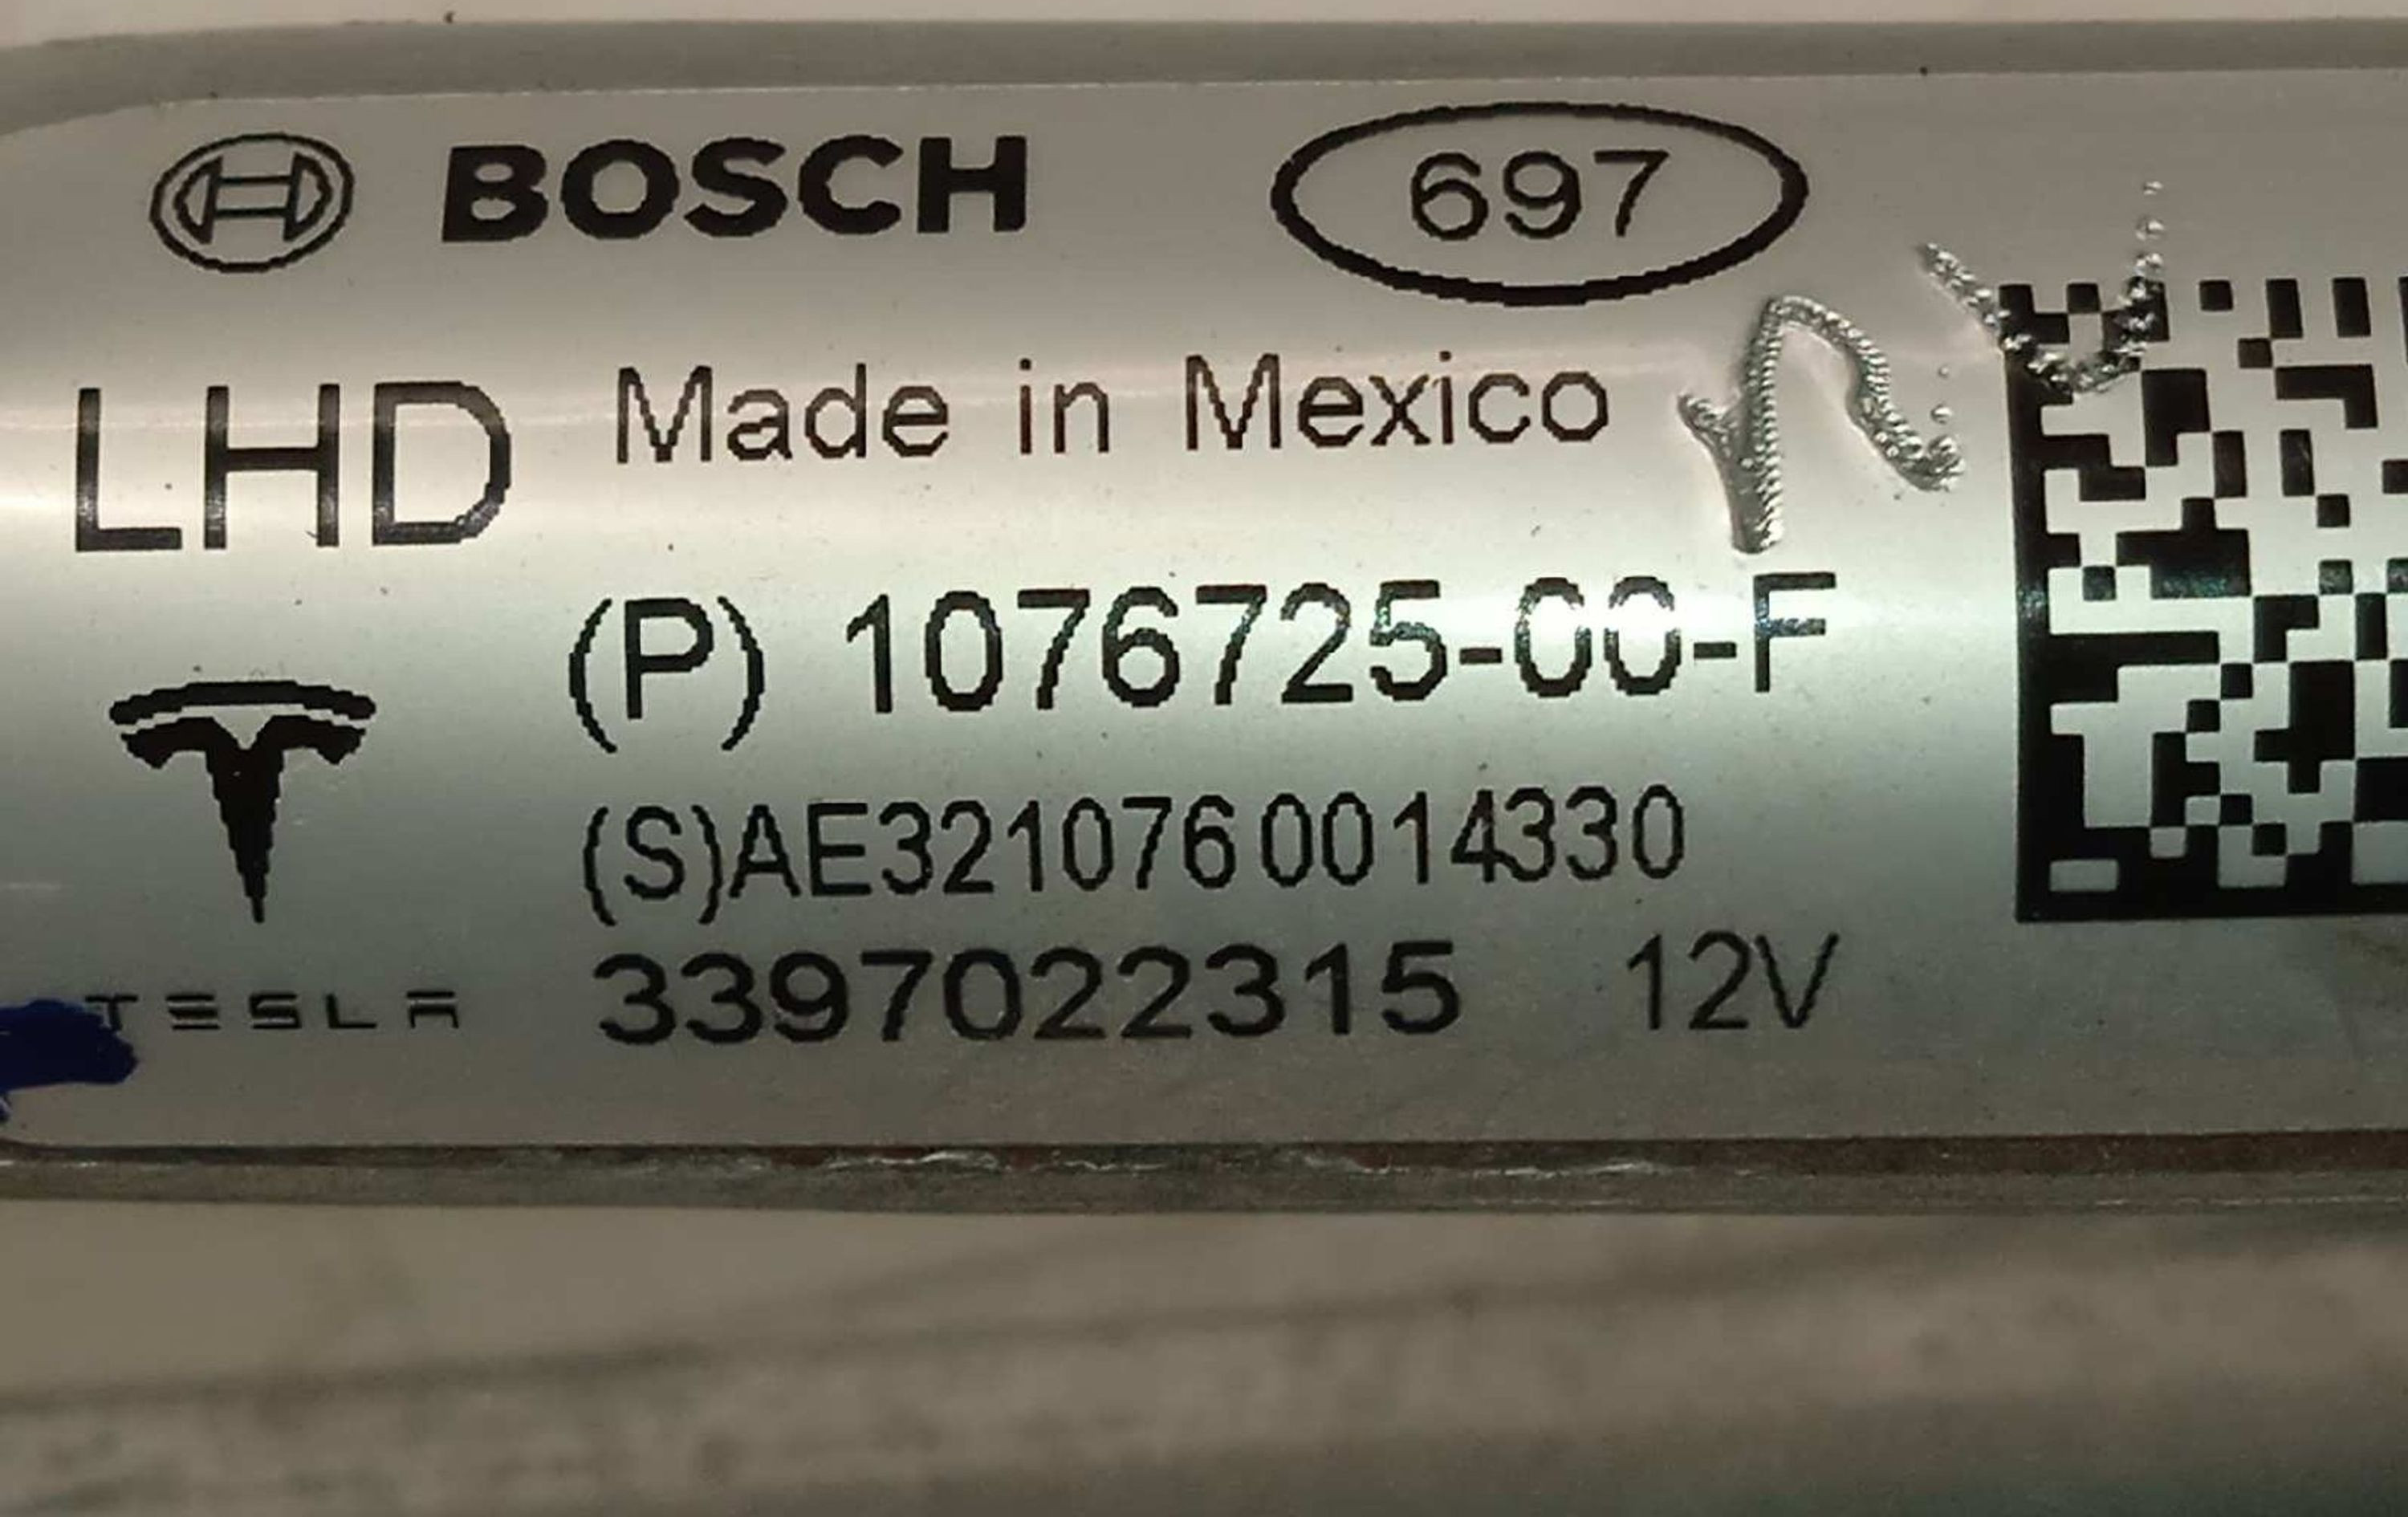 BOSCH 697
LHD Made in Mexico
(P) 1076725-00-F
(S)AE3210760014330
TESLA 3397022315 12V